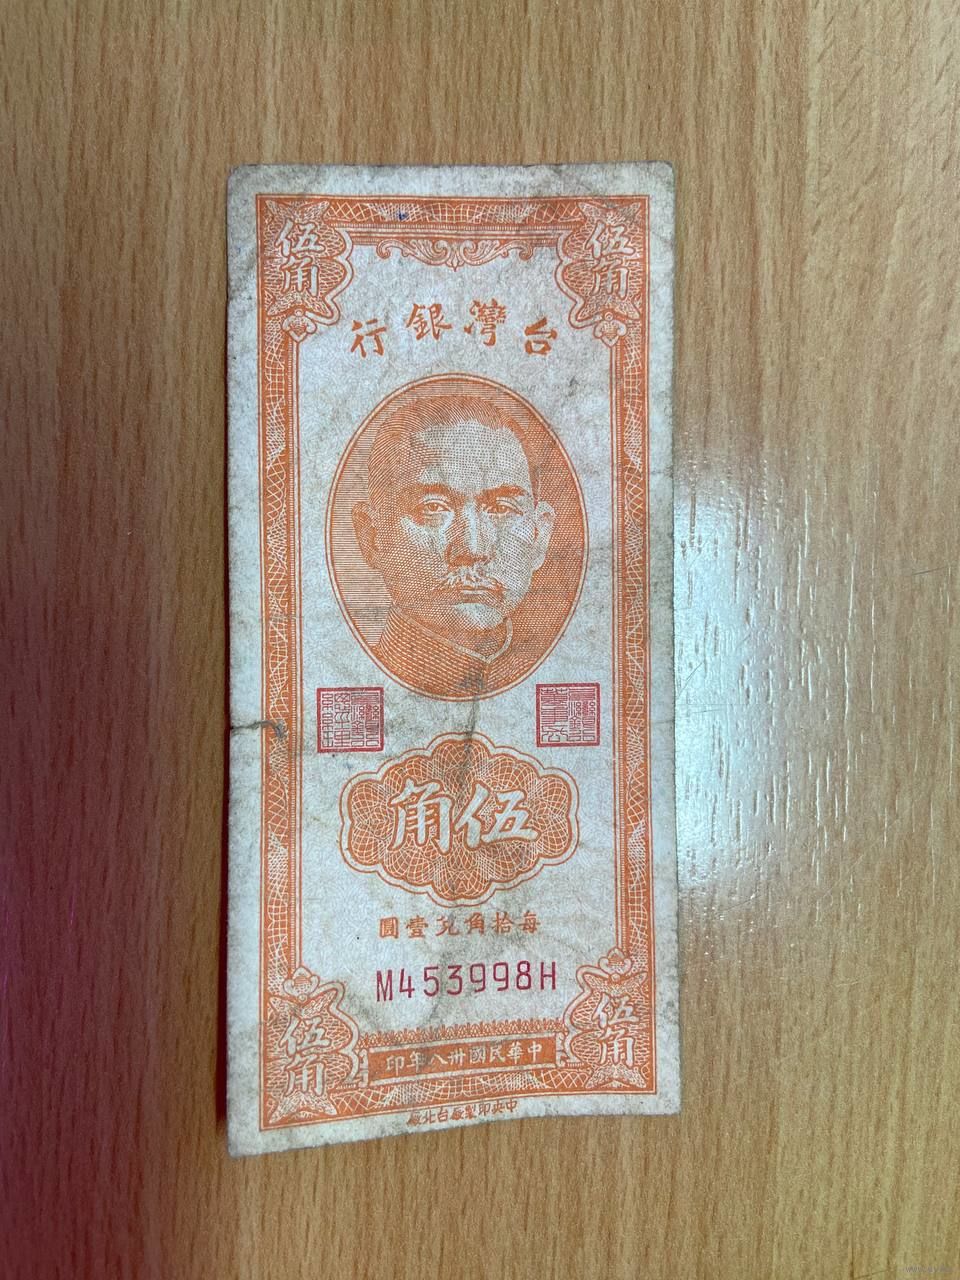 伍角 伍角
台灣銀行
伍角
每拾角兌壹圓
M453998H
伍角 伍角
中華民國卅八年印
中央印製廠台北廠